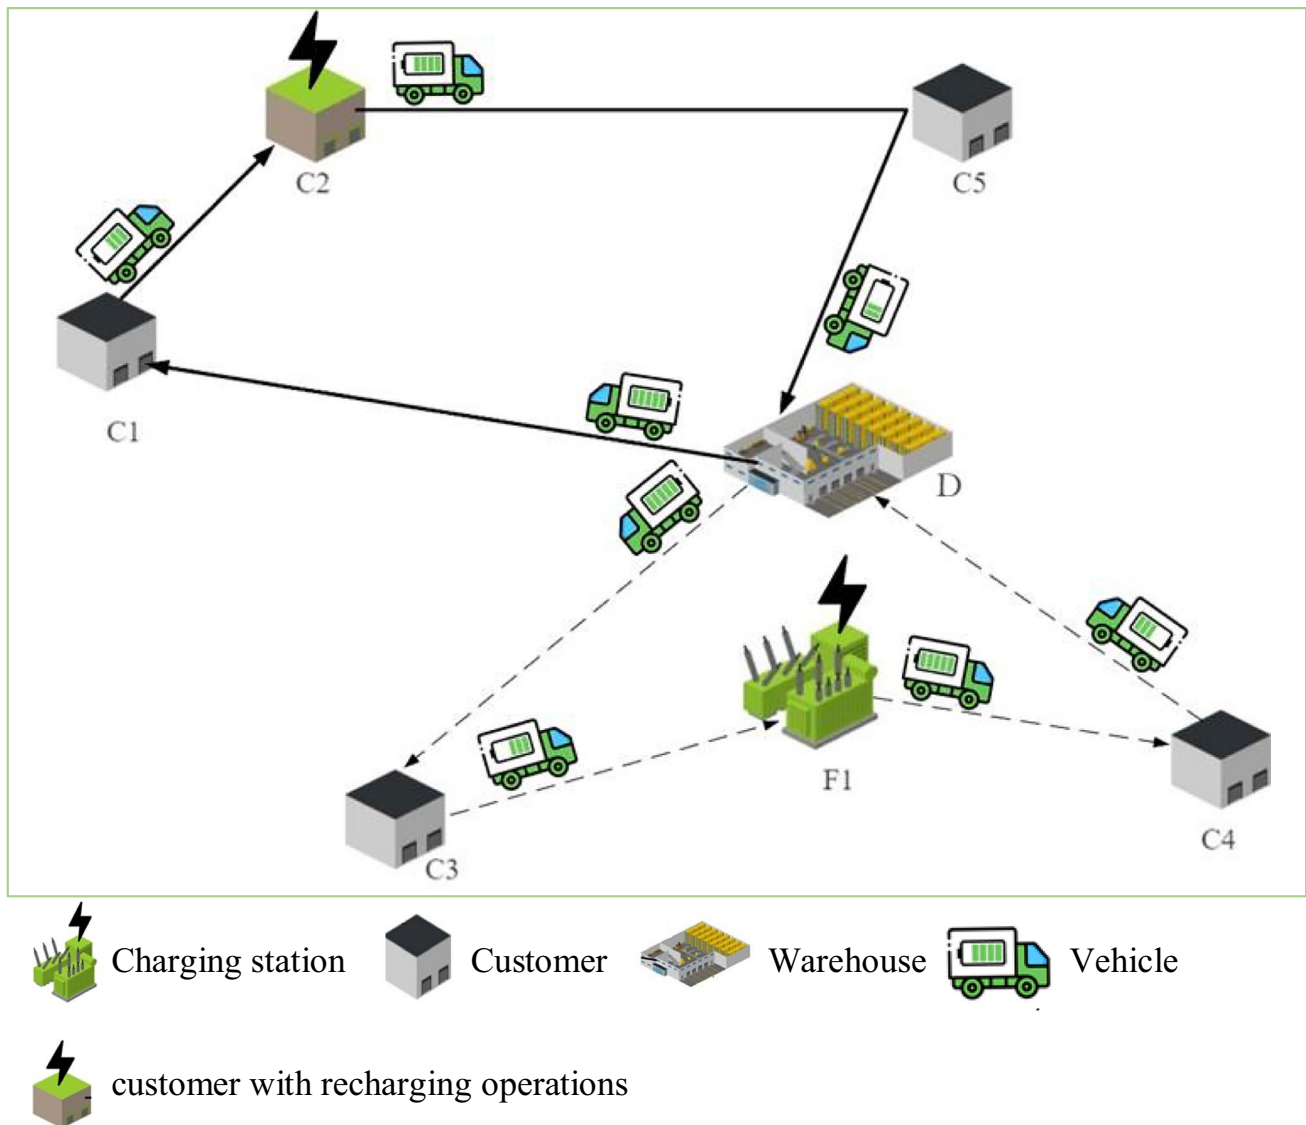 C2
C5
C1
D
F1
C4
C3
Charging station
Customer
Warehouse
Vehicle
customer with recharging operations